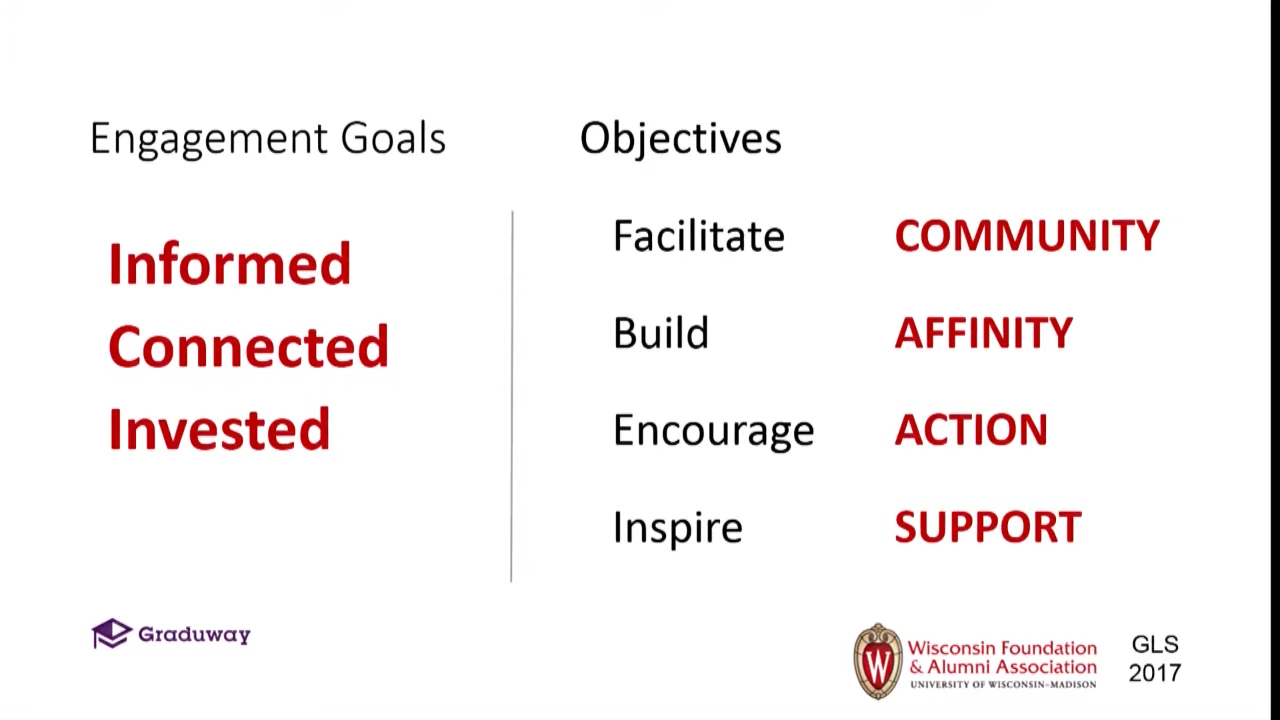 Engagement Goals
Informed
Connected
Invested
Objectives
Facilitate COMMUNITY
Build AFFINITY
Encourage ACTION
Inspire SUPPORT
Graduway
W
Wisconsin Foundation
& Alumni Association
UNIVERSITY OF WISCONSIN–MADISON
GLS
2017